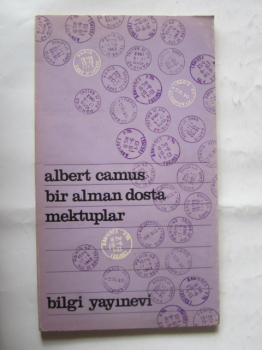 albert camus
bir alman dosta
mektuplar
bilgi yayınevi